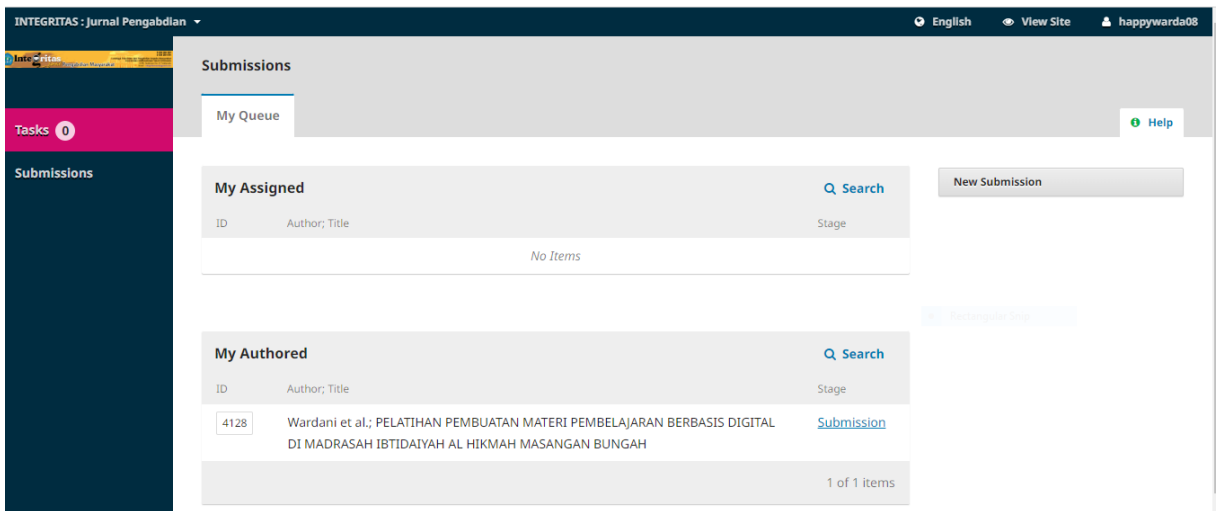 INTEGRITAS : Jurnal Pengabdian
English
View Site
happywarda08
Integritas
Submissions
My Queue
Help
Tasks 0
Submissions
My Assigned
Search
New Submission
ID Author; Title Stage
No Items
My Authored
Search
ID Author; Title Stage
4128 Wardani et al.; PELATIHAN PEMBUATAN MATERI PEMBELAJARAN BERBASIS DIGITAL Submission
DI MADRASAH IBTIDAIYAH AL HIKMAH MASANGAN BUNGAH
1 of 1 items